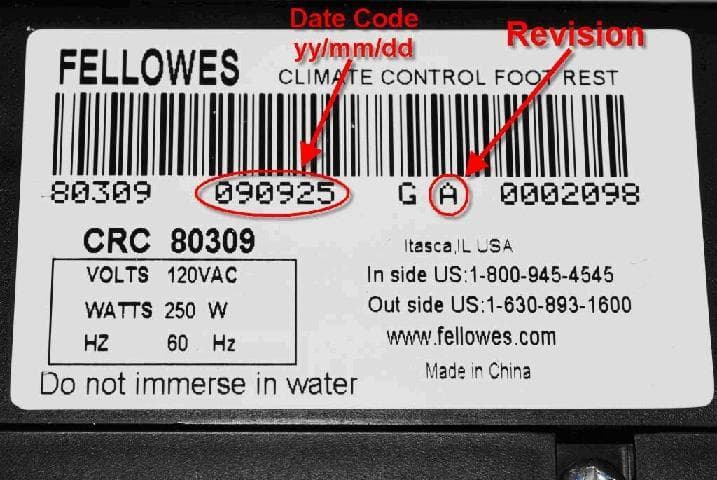 Date Code
yy/mm/dd
Revision
FELLOWES CLIMATE CONTROL FOOT REST
80309 090925 G A 0002098
CRC 80309
Itasca,IL USA
VOLTS 120VAC
In side US:1-800-945-4545
WATTS 250 W
Out side US:1-630-893-1600
HZ 60 Hz
www.fellowes.com
Made in China
Do not immerse in water